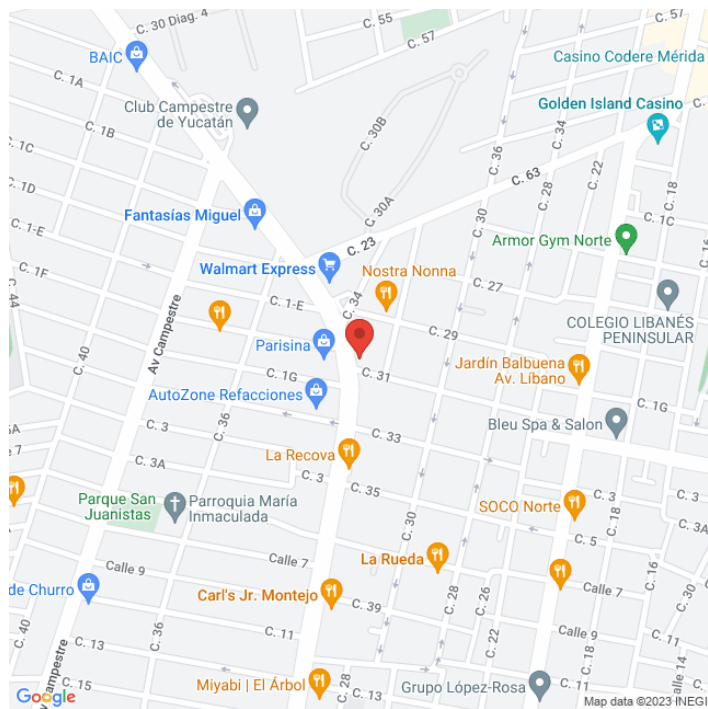 C. 30 Diag. 4
C. 55
C. 57
C. 57
BAIC
Casino Codere Mérida
C. 1A
Club Campestre
de Yucatán
C. 30B
Golden Island Casino
C. 36
C. 34
C. 1B
C. 22
C. 28
C. 18
C. 63
C. 1C
C. 1D
C. 30A
C. 30
C. 1C
Fantasías Miguel
C. 1-E
C. 23
Armor Gym Norte
C. 16
C. 1F
Walmart Express
Nostra Nonna
C. 27
C. 44
C. 1-E
C. 34
Av Campestre
C. 29
COLEGIO LIBANÉS
PENINSULAR
C. 40
Parisina
Jardín Balbuena
Av. Líbano
C. 1G
C. 31
AutoZone Refacciones
C. 1G
C. 36
C. 3
C. 33
Bleu Spa & Salon
La Recova
C. 3A
C. 3
C. 3
C. 3
C. 35
Parque San
Juanistas
Parroquia María
Inmaculada
SOCO Norte
C. 18
C. 3A
C. 30
C. 5
Calle 7
La Rueda
Calle 9
de Churro
Carl's Jr. Montejo
C. 28
C. 26
Calle 7
C. 16
C. 30
C. 39
C. 40
C. 36
C. 11
C. 22
Calle 9
C. 13
Campestre
Miyabi | El Árbol
C. 28
C. 18
Calle 14
C. 15
C. 13
Grupo López-Rosa
C. 11
Google
Map data ©2023 INEGI